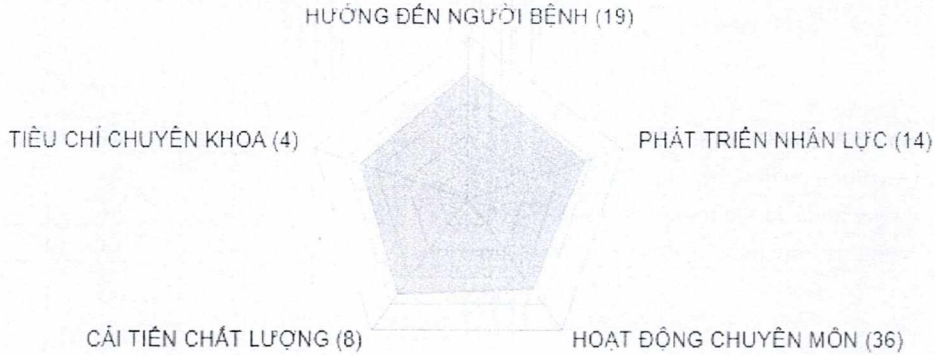 HƯỚNG ĐẾN NGƯỜI BỆNH (19)
TIÊU CHÍ CHUYÊN KHOA (4)
PHÁT TRIỂN NHÂN LỰC (14)
CẢI TIẾN CHẤT LƯỢNG (8)
HOẠT ĐỘNG CHUYÊN MÔN (36)